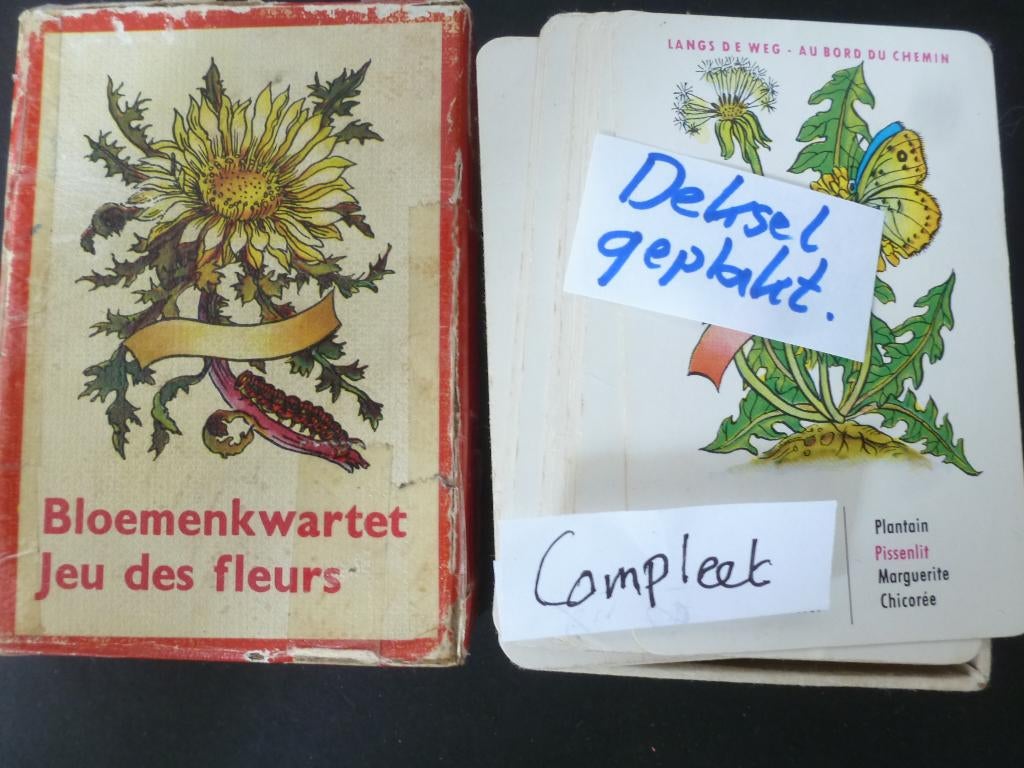 Bloemenkwartet
Jeu des fleurs
LANGS DE WEG - AU BORD DU CHEMIN
Deksel
geplakt.
Compleet
Plantain
Pissenlit
Marguerite
Chicorée